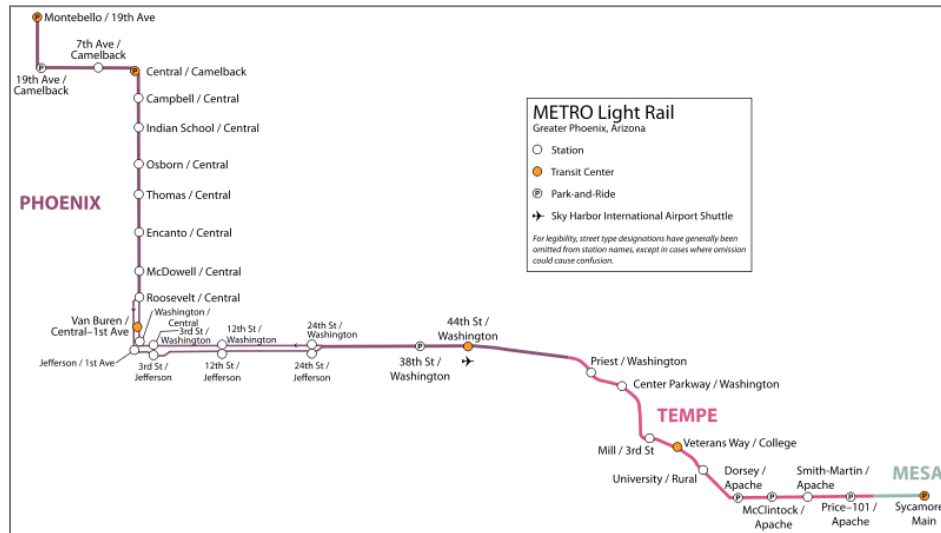 Montebello / 19th Ave
7th Ave /
Camelback
19th Ave /
Camelback
Central / Camelback
Campbell / Central
Indian School / Central
Osborn / Central
Thomas / Central
PHOENIX
Encanto / Central
McDowell / Central
Roosevelt / Central
Van Buren /
Central–1st Ave
Washington /
Central
3rd St /
Washington
Jefferson / 1st Ave
3rd St /
Jefferson
12th St /
Washington
12th St /
Jefferson
24th St /
Washington
24th St /
Jefferson
38th St /
Washington
44th St /
Washington
METRO Light Rail
Greater Phoenix, Arizona
Station
Transit Center
P Park-and-Ride
Sky Harbor International Airport Shuttle
For legibility, street type designations have generally been
omitted from station names, except in cases where omission
could cause confusion.
Priest / Washington
Center Parkway / Washington
TEMPE
Mill / 3rd St
Veterans Way / College
University / Rural
Dorsey /
Apache
McClintock /
Apache
Smith-Martin /
Apache
Price–101 /
Apache
MESA
Sycamore
Main